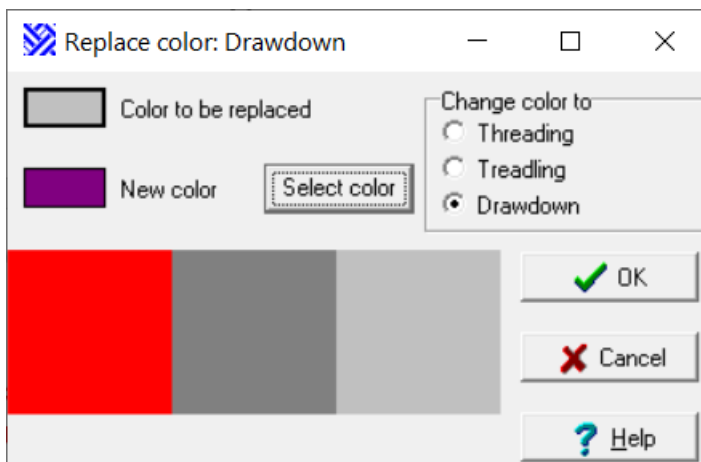 Replace color: Drawdown
Color to be replaced
Change color to
Threading
Treadling
Drawdown
New color
Select color
OK
Cancel
Help